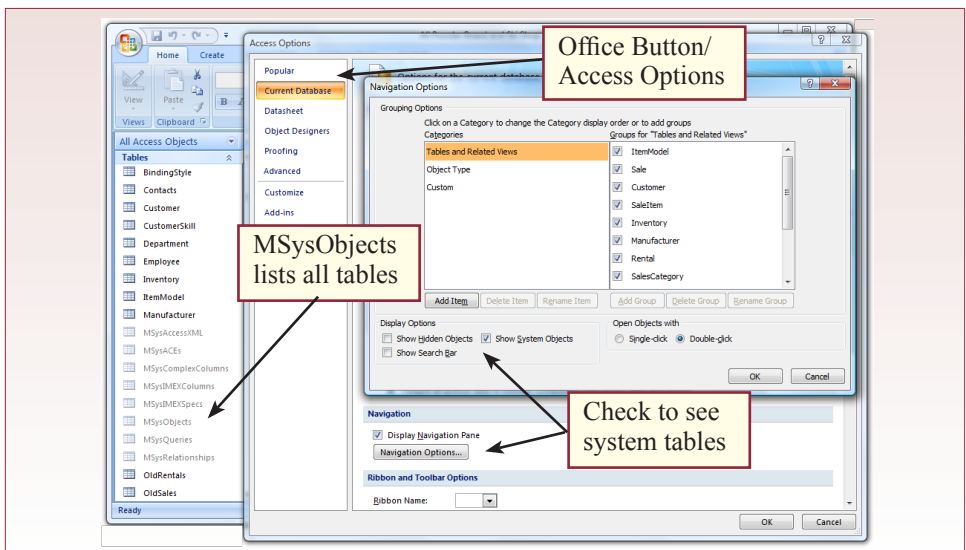 Access Options
Office Button/
Access Options
Home Create
View Paste B
Views Clipboard
All Access Objects
Tables
BindingStyle
Contacts
Customer
CustomerSkill
Department
Employee
Inventory
ItemModel
Manufacturer
MSysAccessXML
MSysACEs
MSysComplexColumns
MSysIMEXColumns
MSysIMEXSpecs
MSysObjects
MSysQueries
MSysRelationships
OldRentals
OldSales
Ready
Popular
Current Database
Datasheet
Object Designers
Proofing
Advanced
Customize
Add-ins
MSysObjects
lists all tables
Options for the current database
Navigation Options
Grouping Options
Click on a Category to change the Category display order or to add groups
Categories
Groups for "Tables and Related Views"
Tables and Related Views
Object Type
Custom
ItemModel
Sale
Customer
SaleItem
Inventory
Manufacturer
Rental
SalesCategory
Add Item Delete Item Rename Item
Add Group Delete Group Rename Group
Display Options
Show Hidden Objects Show System Objects
Show Search Bar
Open Objects with
Single-click Double-click
OK Cancel
Check to see
system tables
Navigation
Display Navigation Pane
Navigation Options...
Ribbon and Toolbar Options
Ribbon Name:
OK Cancel